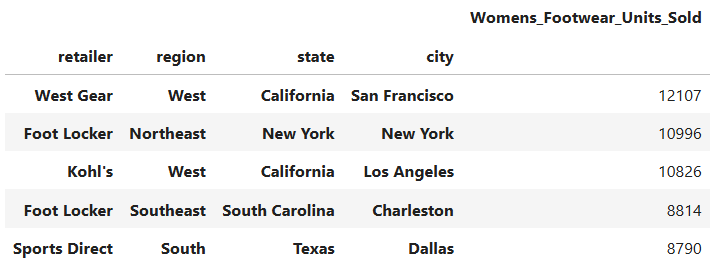 Womens_Footwear_Units_Sold
retailer region state city
West Gear West California San Francisco 12107
Foot Locker Northeast New York New York 10996
Kohl's West California Los Angeles 10826
Foot Locker Southeast South Carolina Charleston 8814
Sports Direct South Texas Dallas 8790